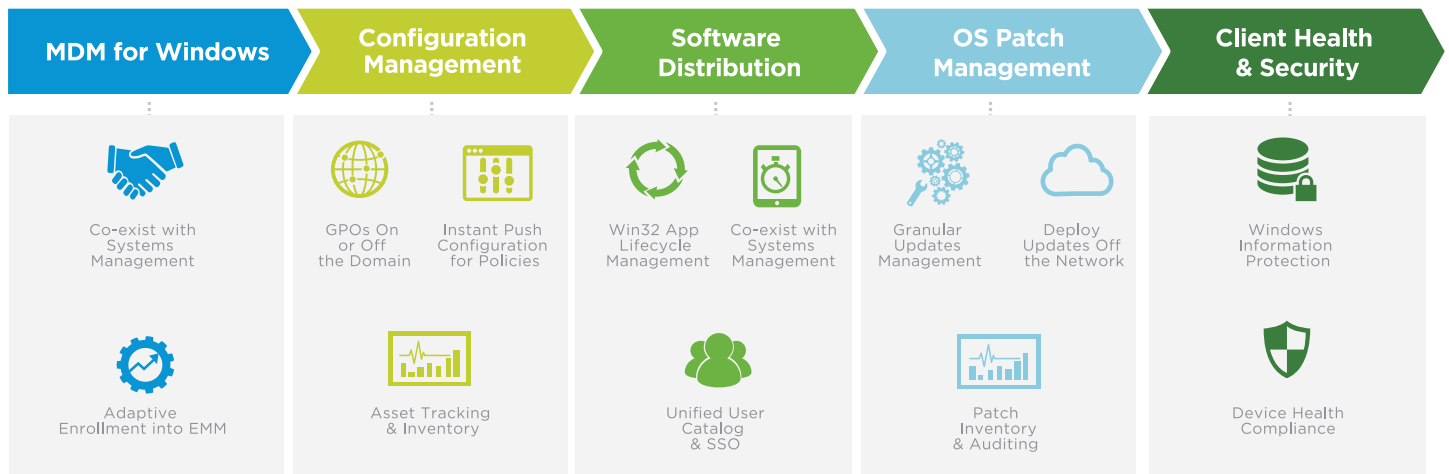 MDM for Windows
Configuration
Management
Software
Distribution
OS Patch
Management
Client Health
& Security
Co-exist with
Systems
Management
GPOs On
or Off
the Domain
Instant Push
Configuration
for Policies
Win32 App
Lifecycle
Management
Co-exist with
Systems
Management
Granular
Updates
Management
Deploy
Updates Off
the Network
Windows
Information
Protection
Adaptive
Enrollment into EMM
Asset Tracking
& Inventory
Unified User
Catalog
& SSO
Patch
Inventory
& Auditing
Device Health
Compliance